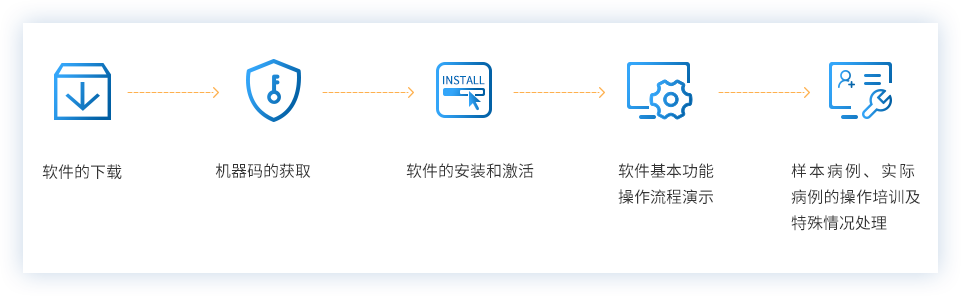 INSTALL
软件的下载
机器码的获取
软件的安装和激活
软件基本功能
操作流程演示
样本病例、实际
病例的操作培训及
特殊情况处理